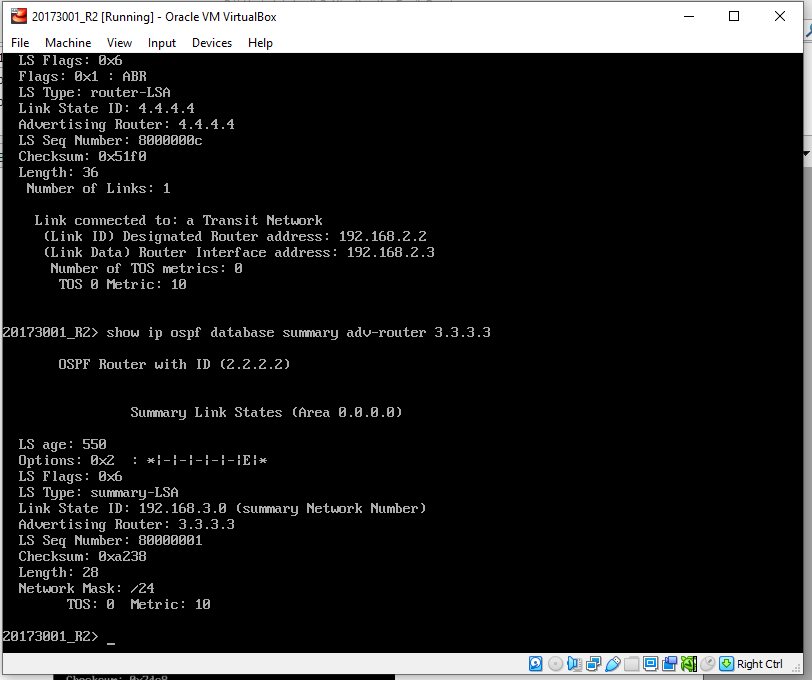 20173001_R2 [Running] - Oracle VM VirtualBox
File Machine View Input Devices Help
LS Flags: 0x6
Flags: 0x1 : ABR
LS Type: router-LSA
Link State ID: 4.4.4.4
Advertising Router: 4.4.4.4
LS Seq Number: 8000000c
Checksum: 0x51f0
Length: 36
Number of Links: 1
Link connected to: a Transit Network
(Link ID) Designated Router address: 192.168.2.2
(Link Data) Router Interface address: 192.168.2.3
Number of TOS metrics: 0
TOS 0 Metric: 10
20173001_R2> show ip ospf database summary adv-router 3.3.3.3
OSPF Router with ID (2.2.2.2)
Summary Link States (Area 0.0.0.0)
LS age: 550
Options: 0x2 : *|-|-|-|-|-|E|*
LS Flags: 0x6
LS Type: summary-LSA
Link State ID: 192.168.3.0 (summary Network Number)
Advertising Router: 3.3.3.3
LS Seq Number: 80000001
Checksum: 0xa238
Length: 28
Network Mask: /24
TOS: 0 Metric: 10
20173001_R2> _
Right Ctrl